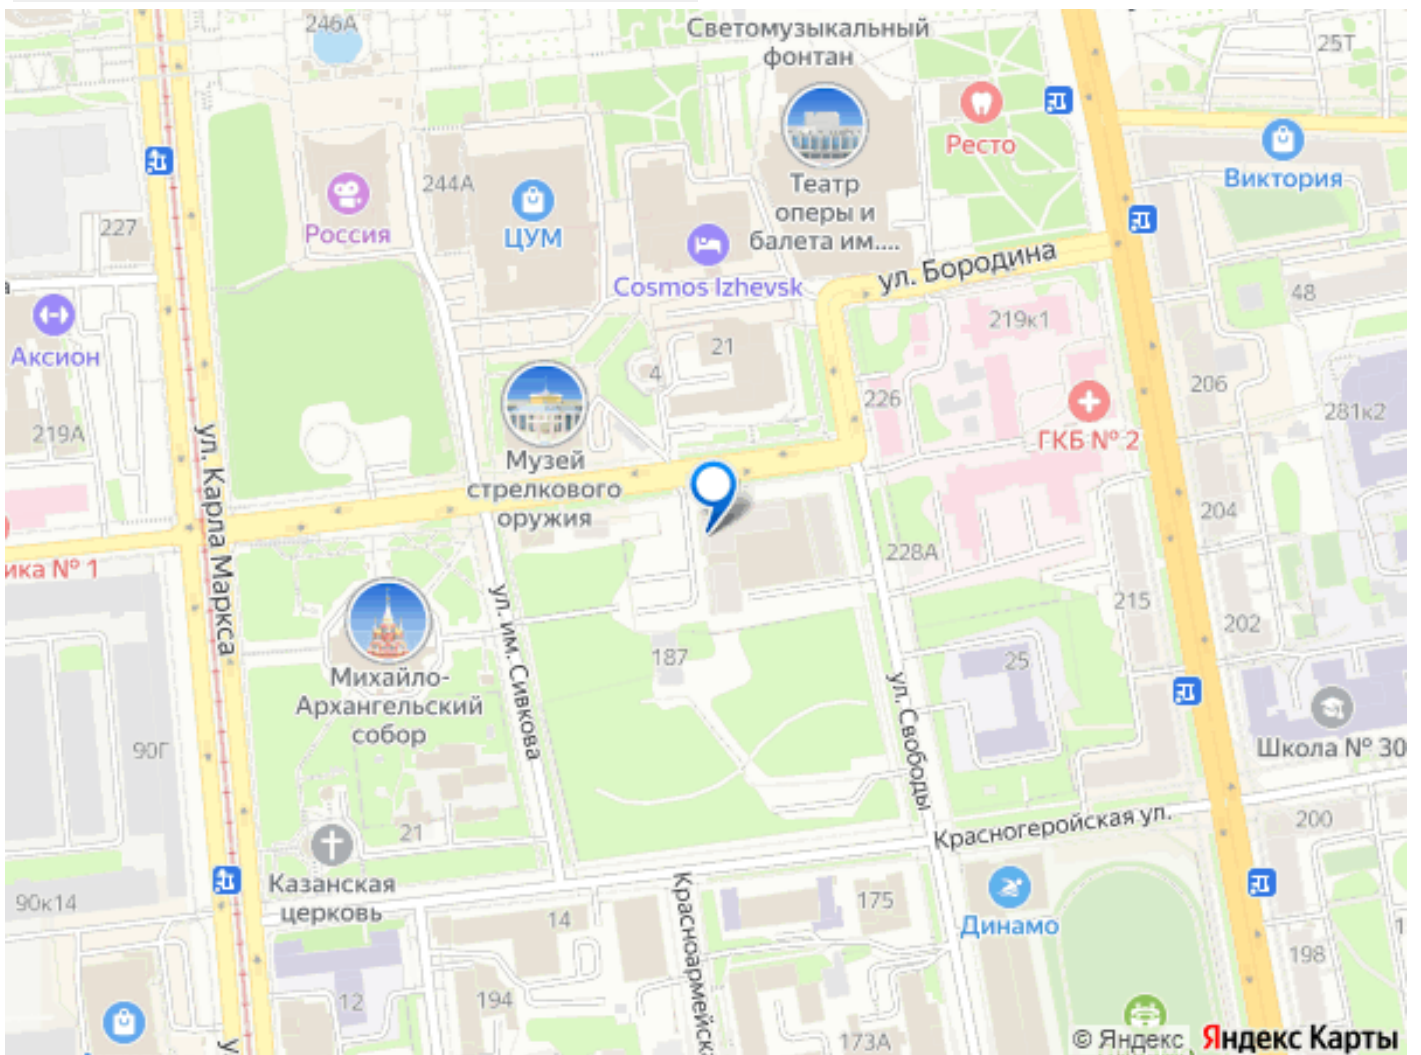 246А
Светомузыкальный
фонтан
25Т
Ресто
Виктория
244А
Театр
оперы и
балета им....
227
Россия
ЦУМ
Cosmos Izhevsk
ул. Бородина
48
219к1
Аксион
21
4
206
226
281к2
219А
ГКБ № 2
ул. Карла Маркса
Музей
стрелкового
оружия
204
228А
ика № 1
215
202
ул. им. Сивкова
187
25
Михайло-
Архангельский
собор
ул. Свободы
90Г
Школа № 30
21
Красногеройская ул.
200
Казанская
церковь
90к14
14
Красноармейска
175
Динамо
198
12
194
173А
© Яндекс Яндекс Карты